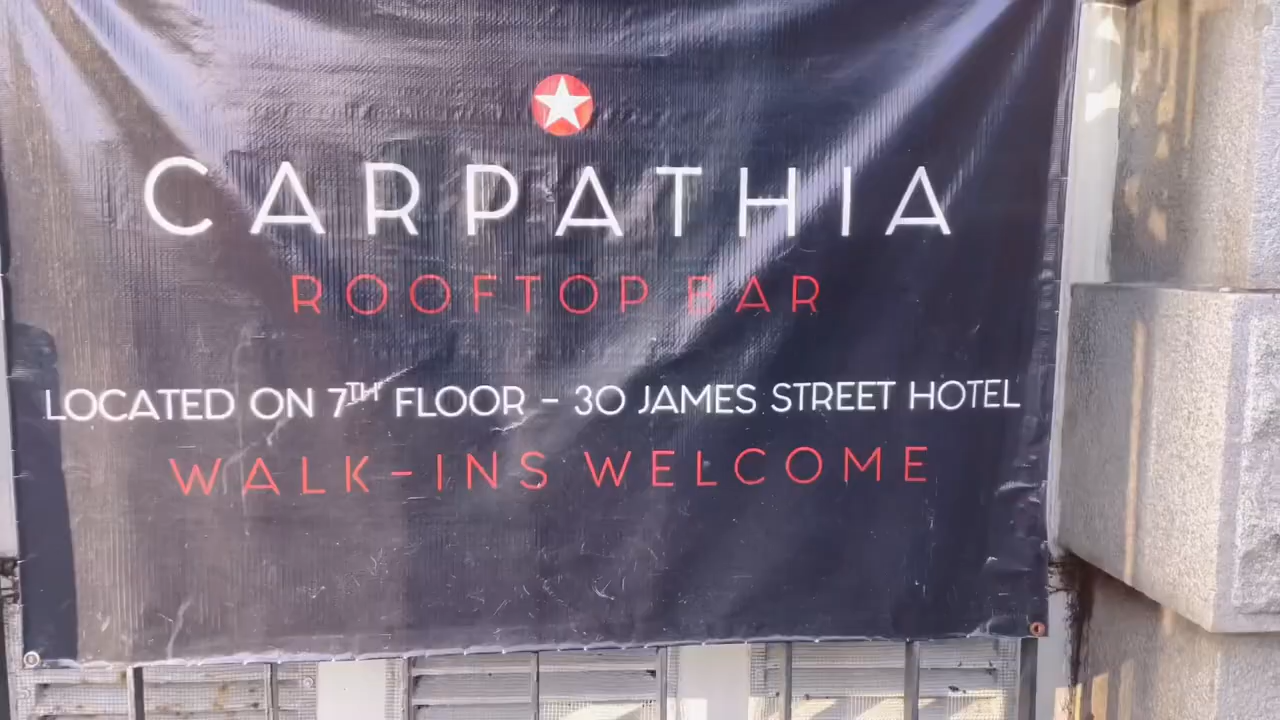 CARPATHIA
ROOFTOP BAR
LOCATED ON 7TH FLOOR - 30 JAMES STREET HOTEL
WALK-INS WELCOME